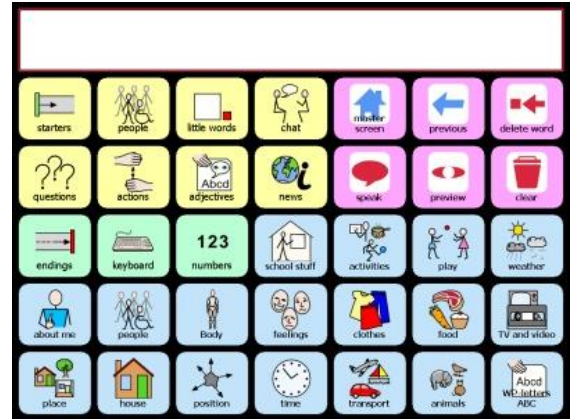 starters people little words chat master screen previous delete word
questions Abcd actions adjectives news speak preview clear
endings keyboard 123 numbers school stuff activities play weather
about me people Body feelings clothes food TV and video
place house position time transport animals Abcd WP letters ABC